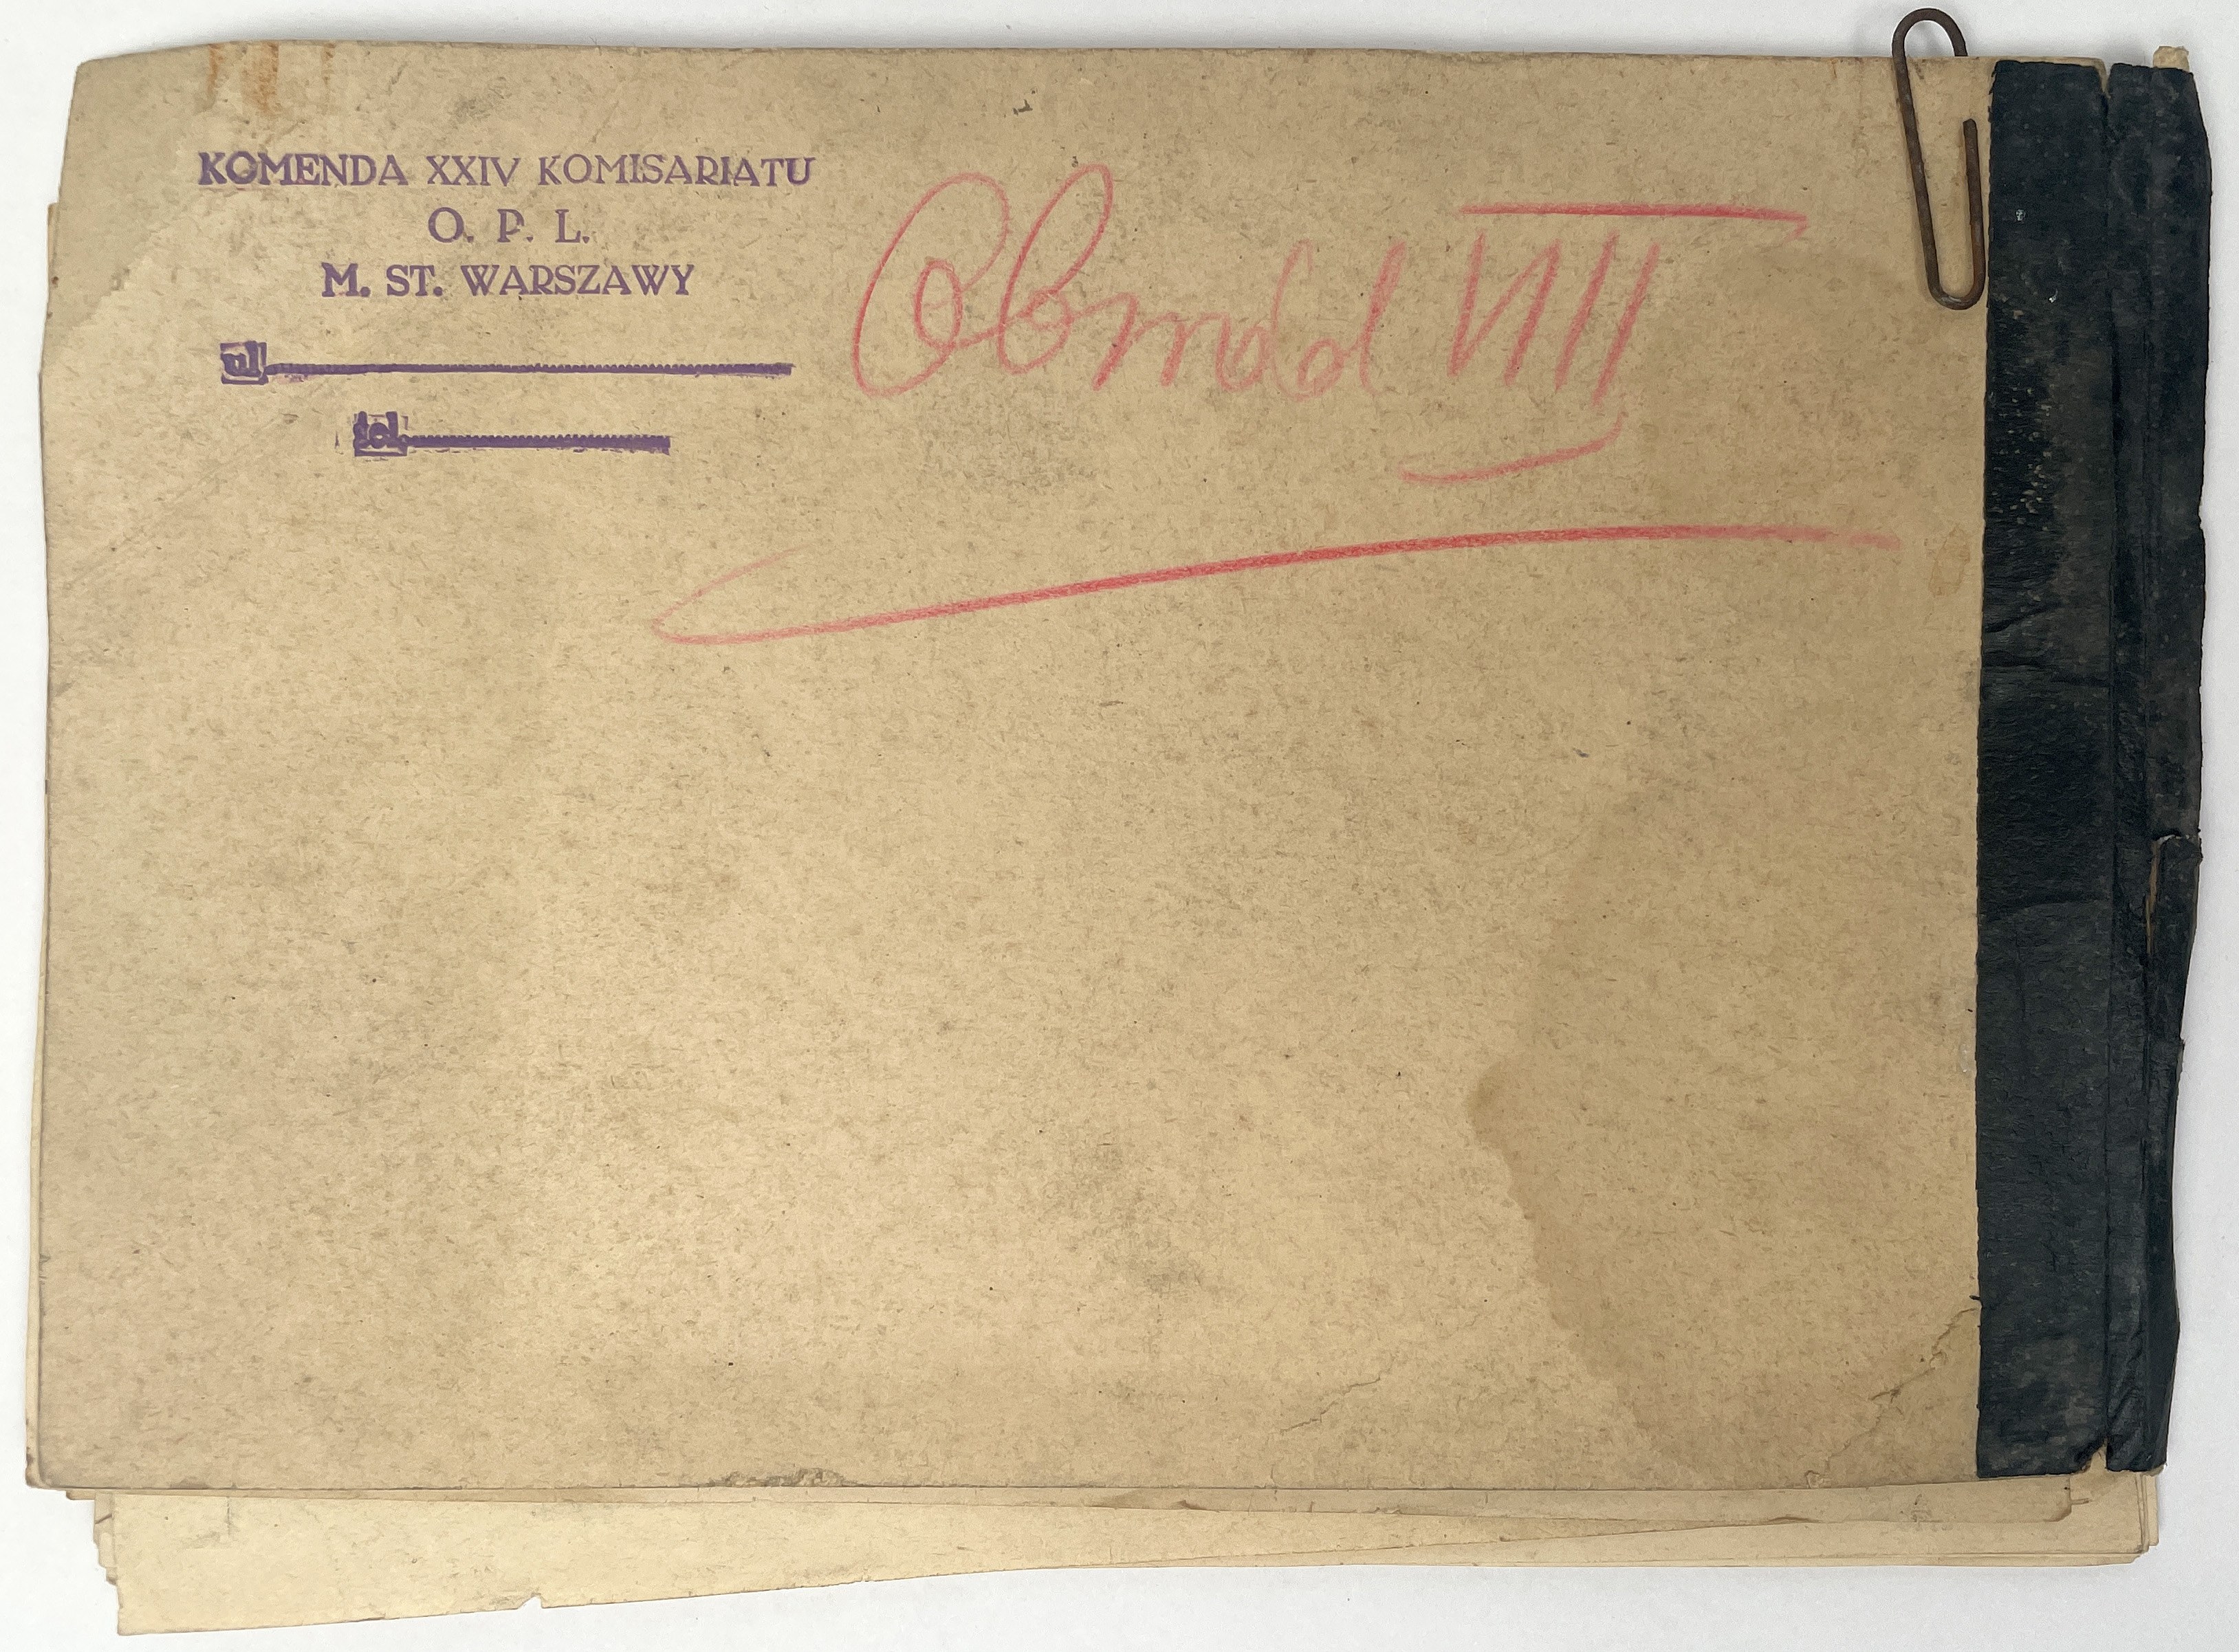 KOMENDA XXIV KOMISARIATU
O. P. L.
M. ST. WARSZAWY
ul
tel.
Obwód VIII